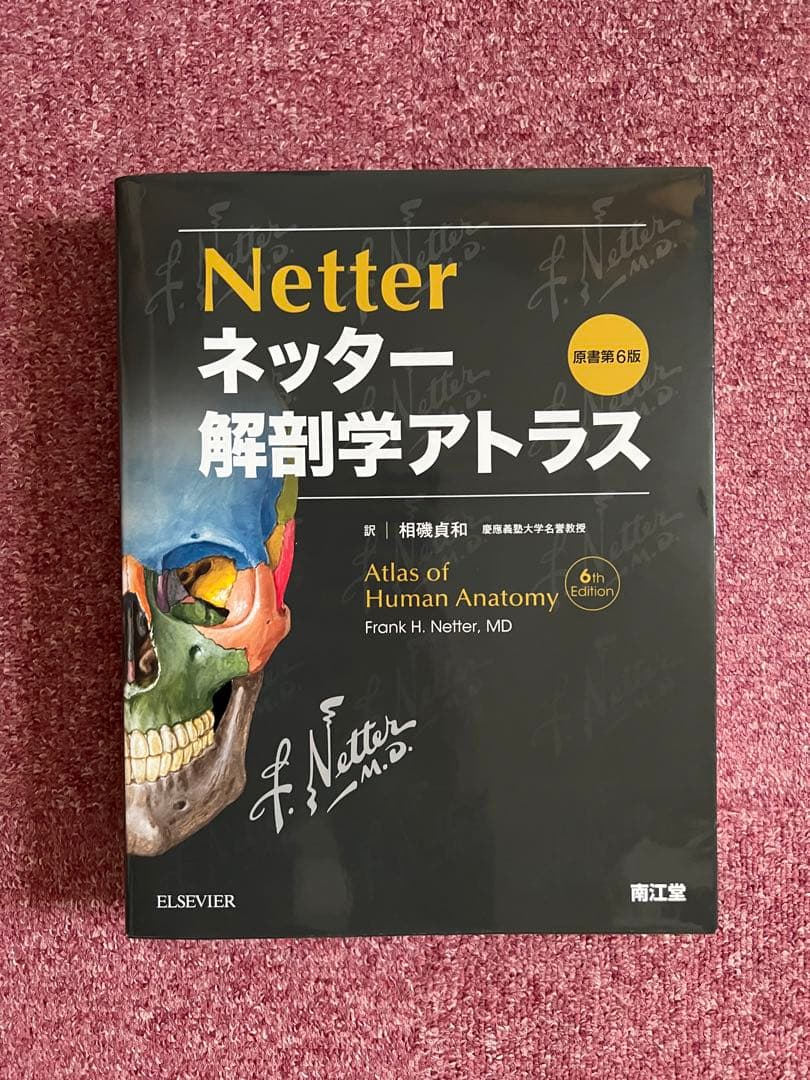 Netter
ネッター
解剖学アトラス
原書第6版
訳 | 相磯貞和 慶應義塾大学名誉教授
Atlas of
Human Anatomy
6th
Edition
Frank H. Netter, MD
F. Netter
M.D.
ELSEVIER
南江堂